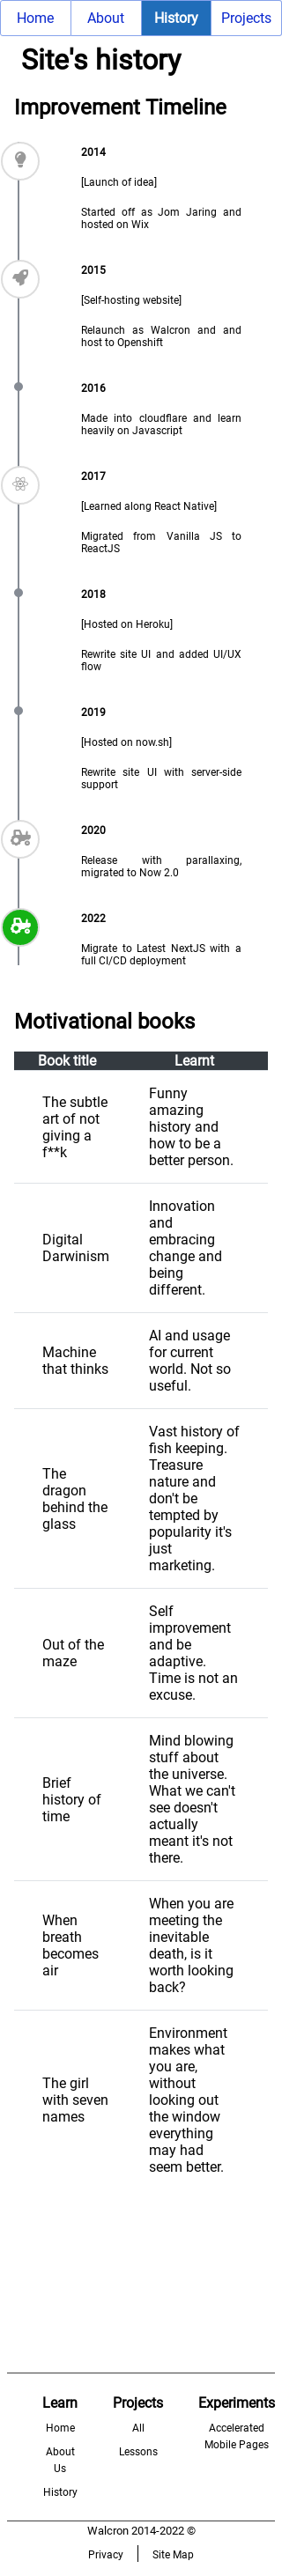 Home About History Projects
Site's history
Improvement Timeline
2014
[Launch of idea]
Started off as Jom Jaring and
hosted on Wix
2015
[Self-hosting website]
Relaunch as Walcron and and
host to Openshift
2016
Made into cloudflare and learn
heavily on Javascript
2017
[Learned along React Native]
Migrated from Vanilla JS to
ReactJS
2018
[Hosted on Heroku]
Rewrite site UI and added UI/UX
flow
2019
[Hosted on now.sh]
Rewrite site UI with server-side
support
2020
Release with parallaxing,
migrated to Now 2.0
2022
Migrate to Latest NextJS with a
full CI/CD deployment
Motivational books
Book title Learnt
The subtle
art of not
giving a
f**k
Funny
amazing
history and
how to be a
better person.
Digital
Darwinism
Innovation
and
embracing
change and
being
different.
Machine
that thinks
AI and usage
for current
world. Not so
useful.
The
dragon
behind the
glass
Vast history of
fish keeping.
Treasure
nature and
don't be
tempted by
popularity it's
just
marketing.
Out of the
maze
Self
improvement
and be
adaptive.
Time is not an
excuse.
Brief
history of
time
Mind blowing
stuff about
the universe.
What we can't
see doesn't
actually
meant it's not
there.
When
breath
becomes
air
When you are
meeting the
inevitable
death, is it
worth looking
back?
The girl
with seven
names
Environment
makes what
you are,
without
looking out
the window
everything
may had
seem better.
Learn
Home
About
Us
History
Projects
All
Lessons
Experiments
Accelerated
Mobile Pages
Walcron 2014-2022 ©
Privacy Site Map